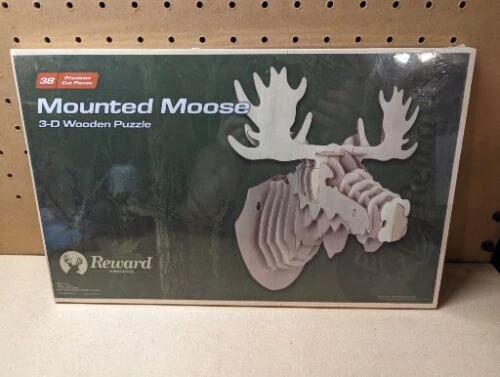 38
Precision
Cut Pieces
Mounted Moose
3-D Wooden Puzzle
Reward